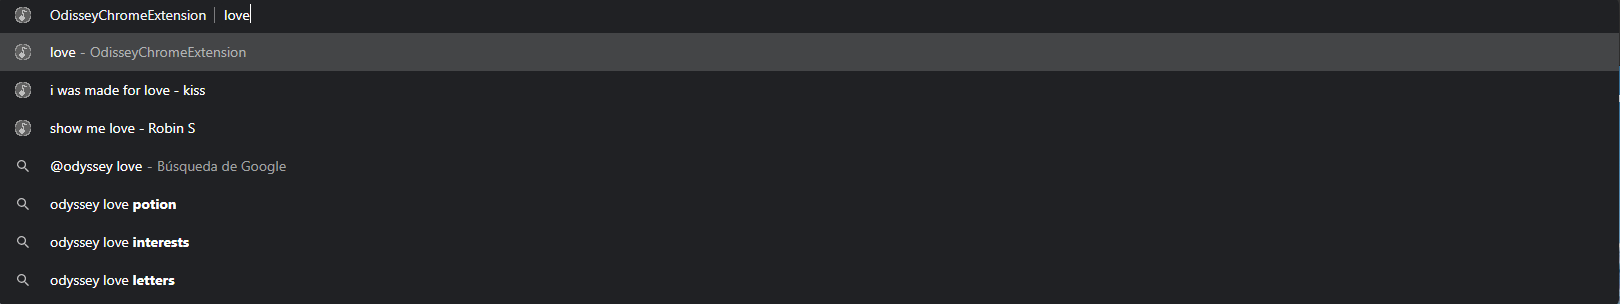 OdisseyChromeExtension | love
love - OdisseyChromeExtension
i was made for love - kiss
show me love - Robin S
@odyssey love - Búsqueda de Google
odyssey love potion
odyssey love interests
odyssey love letters